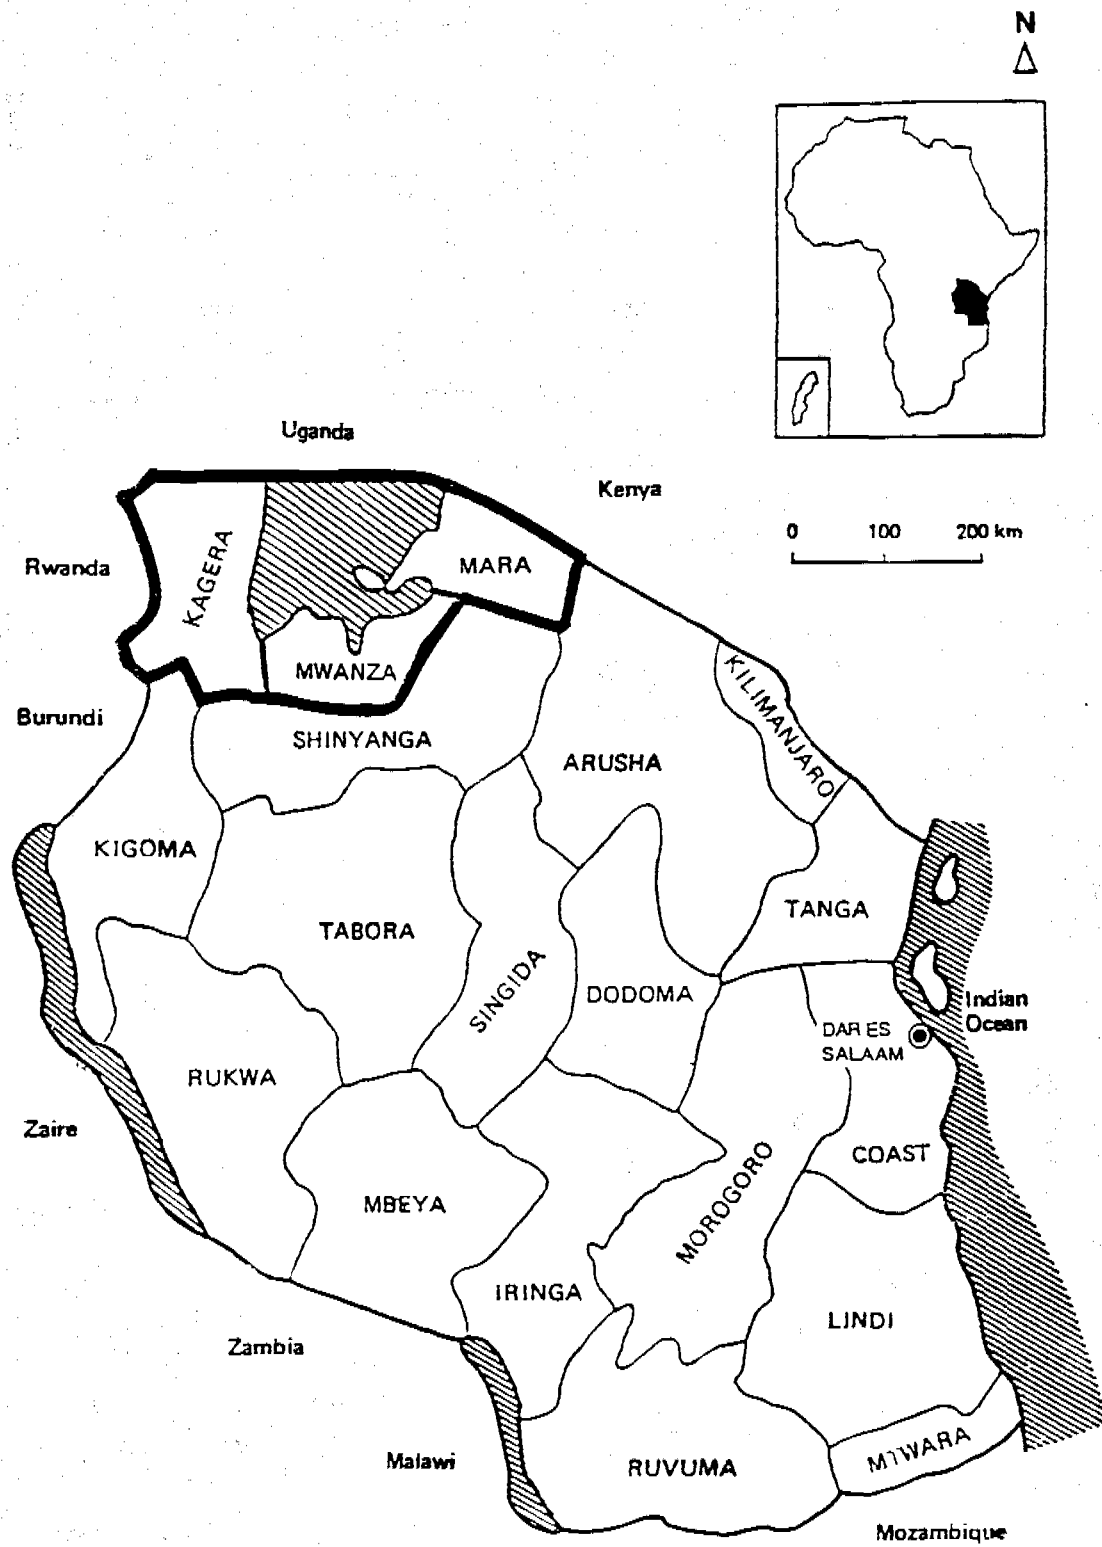 N
Uganda
Kenya
0 100 200 km
Rwanda
KAGERA
MARA
MWANZA
KILIMANJARO
Burundi
SHINYANGA
ARUSHA
KIGOMA
TANGA
TABORA
SINGIDA
DODOMA
Indian
Ocean
DAR ES
SALAAM
RUKWA
Zaire
COAST
MOROGORO
MBEYA
IRINGA
LINDI
Zambia
MTWARA
Malawi
RUVUMA
Mozambique